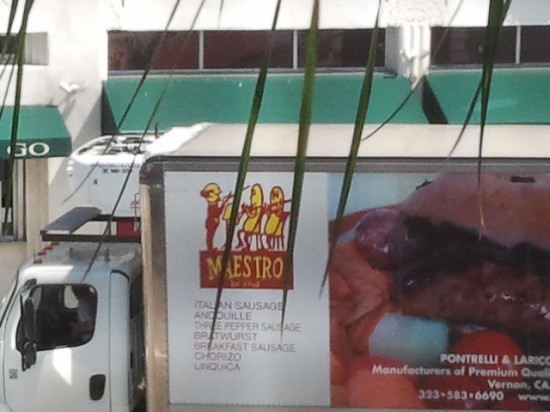 GO
MAESTRO
ITALIAN SAUSAGE
ANDOUILLE
THREE PEPPER SAUSAGE
BRATWURST
BREAKFAST SAUSAGE
CHORIZO
LINQUICA
PONTRELLI & LARICC
Manufacturers of Premium Quali
Vernon, CA
323·583·6690 www.